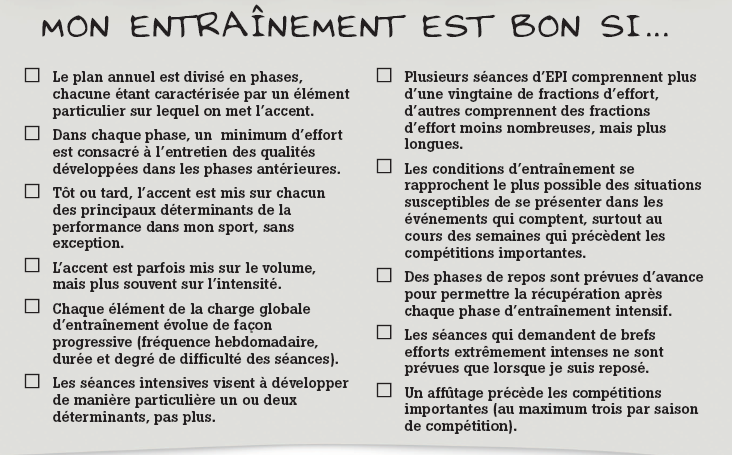 MON ENTRAÎNEMENT EST BON SI...
☐ Le plan annuel est divisé en phases,
chacune étant caractérisée par un élément
particulier sur lequel on met l'accent.
☐ Dans chaque phase, un minimum d'effort
est consacré à l'entretien des qualités
développées dans les phases antérieures.
☐ Tôt ou tard, l'accent est mis sur chacun
des principaux déterminants de la
performance dans mon sport, sans
exception.
☐ L'accent est parfois mis sur le volume,
mais plus souvent sur l'intensité.
☐ Chaque élément de la charge globale
d'entraînement évolue de façon
progressive (fréquence hebdomadaire,
durée et degré de difficulté des séances).
☐ Les séances intensives visent à développer
de manière particulière un ou deux
déterminants, pas plus.
☐ Plusieurs séances d'EPI comprennent plus
d'une vingtaine de fractions d'effort,
d'autres comprennent des fractions
d'effort moins nombreuses, mais plus
longues.
☐ Les conditions d'entraînement se
rapprochent le plus possible des situations
susceptibles de se présenter dans les
événements qui comptent, surtout au
cours des semaines qui précèdent les
compétitions importantes.
☐ Des phases de repos sont prévues d'avance
pour permettre la récupération après
chaque phase d'entraînement intensif.
☐ Les séances qui demandent de brefs
efforts extrêmement intenses ne sont
prévues que lorsque je suis reposé.
☐ Un affûtage précède les compétitions
importantes (au maximum trois par saison
de compétition).